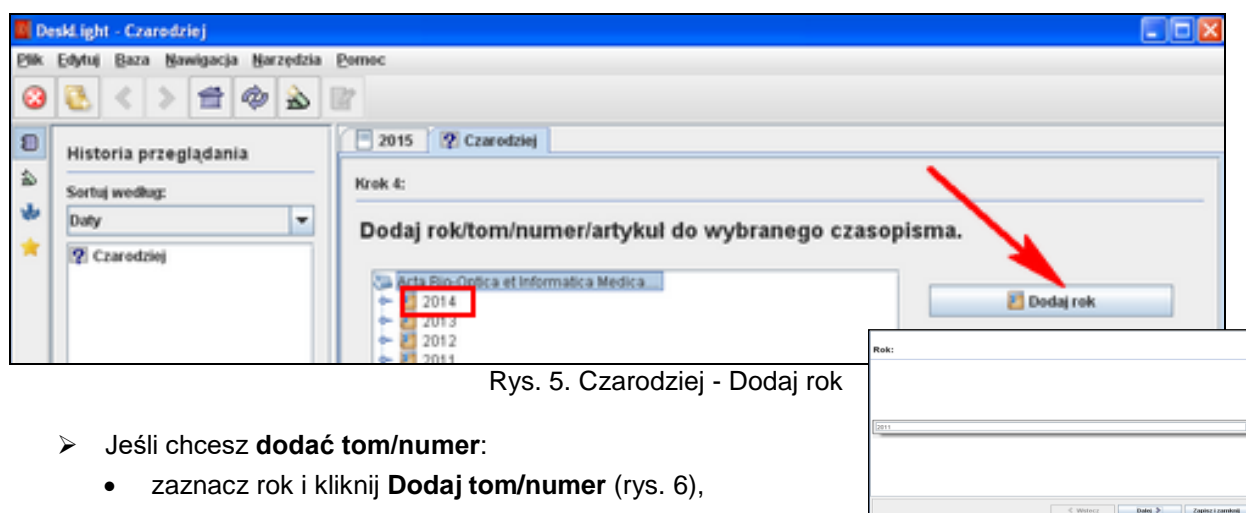 DeskLight - Czarodziej
Plik Edytuj Baza Nawigacja Narzędzia Pomoc
2015 Czarodziej
Historia przeglądania
Sortuj według:
Daty
Czarodziej
Krok 4:
Dodaj rok/tom/numer/artykuł do wybranego czasopisma.
Acta Bio-Optica et Informatica Medica
2014
2013
2012
2011
Dodaj rok
Rys. 5. Czarodziej - Dodaj rok
Rok:
2011
< Wstecz Dalej > Zapisz i zamknij
➢ Jeśli chcesz dodać tom/numer:
• zaznacz rok i kliknij Dodaj tom/numer (rys. 6),